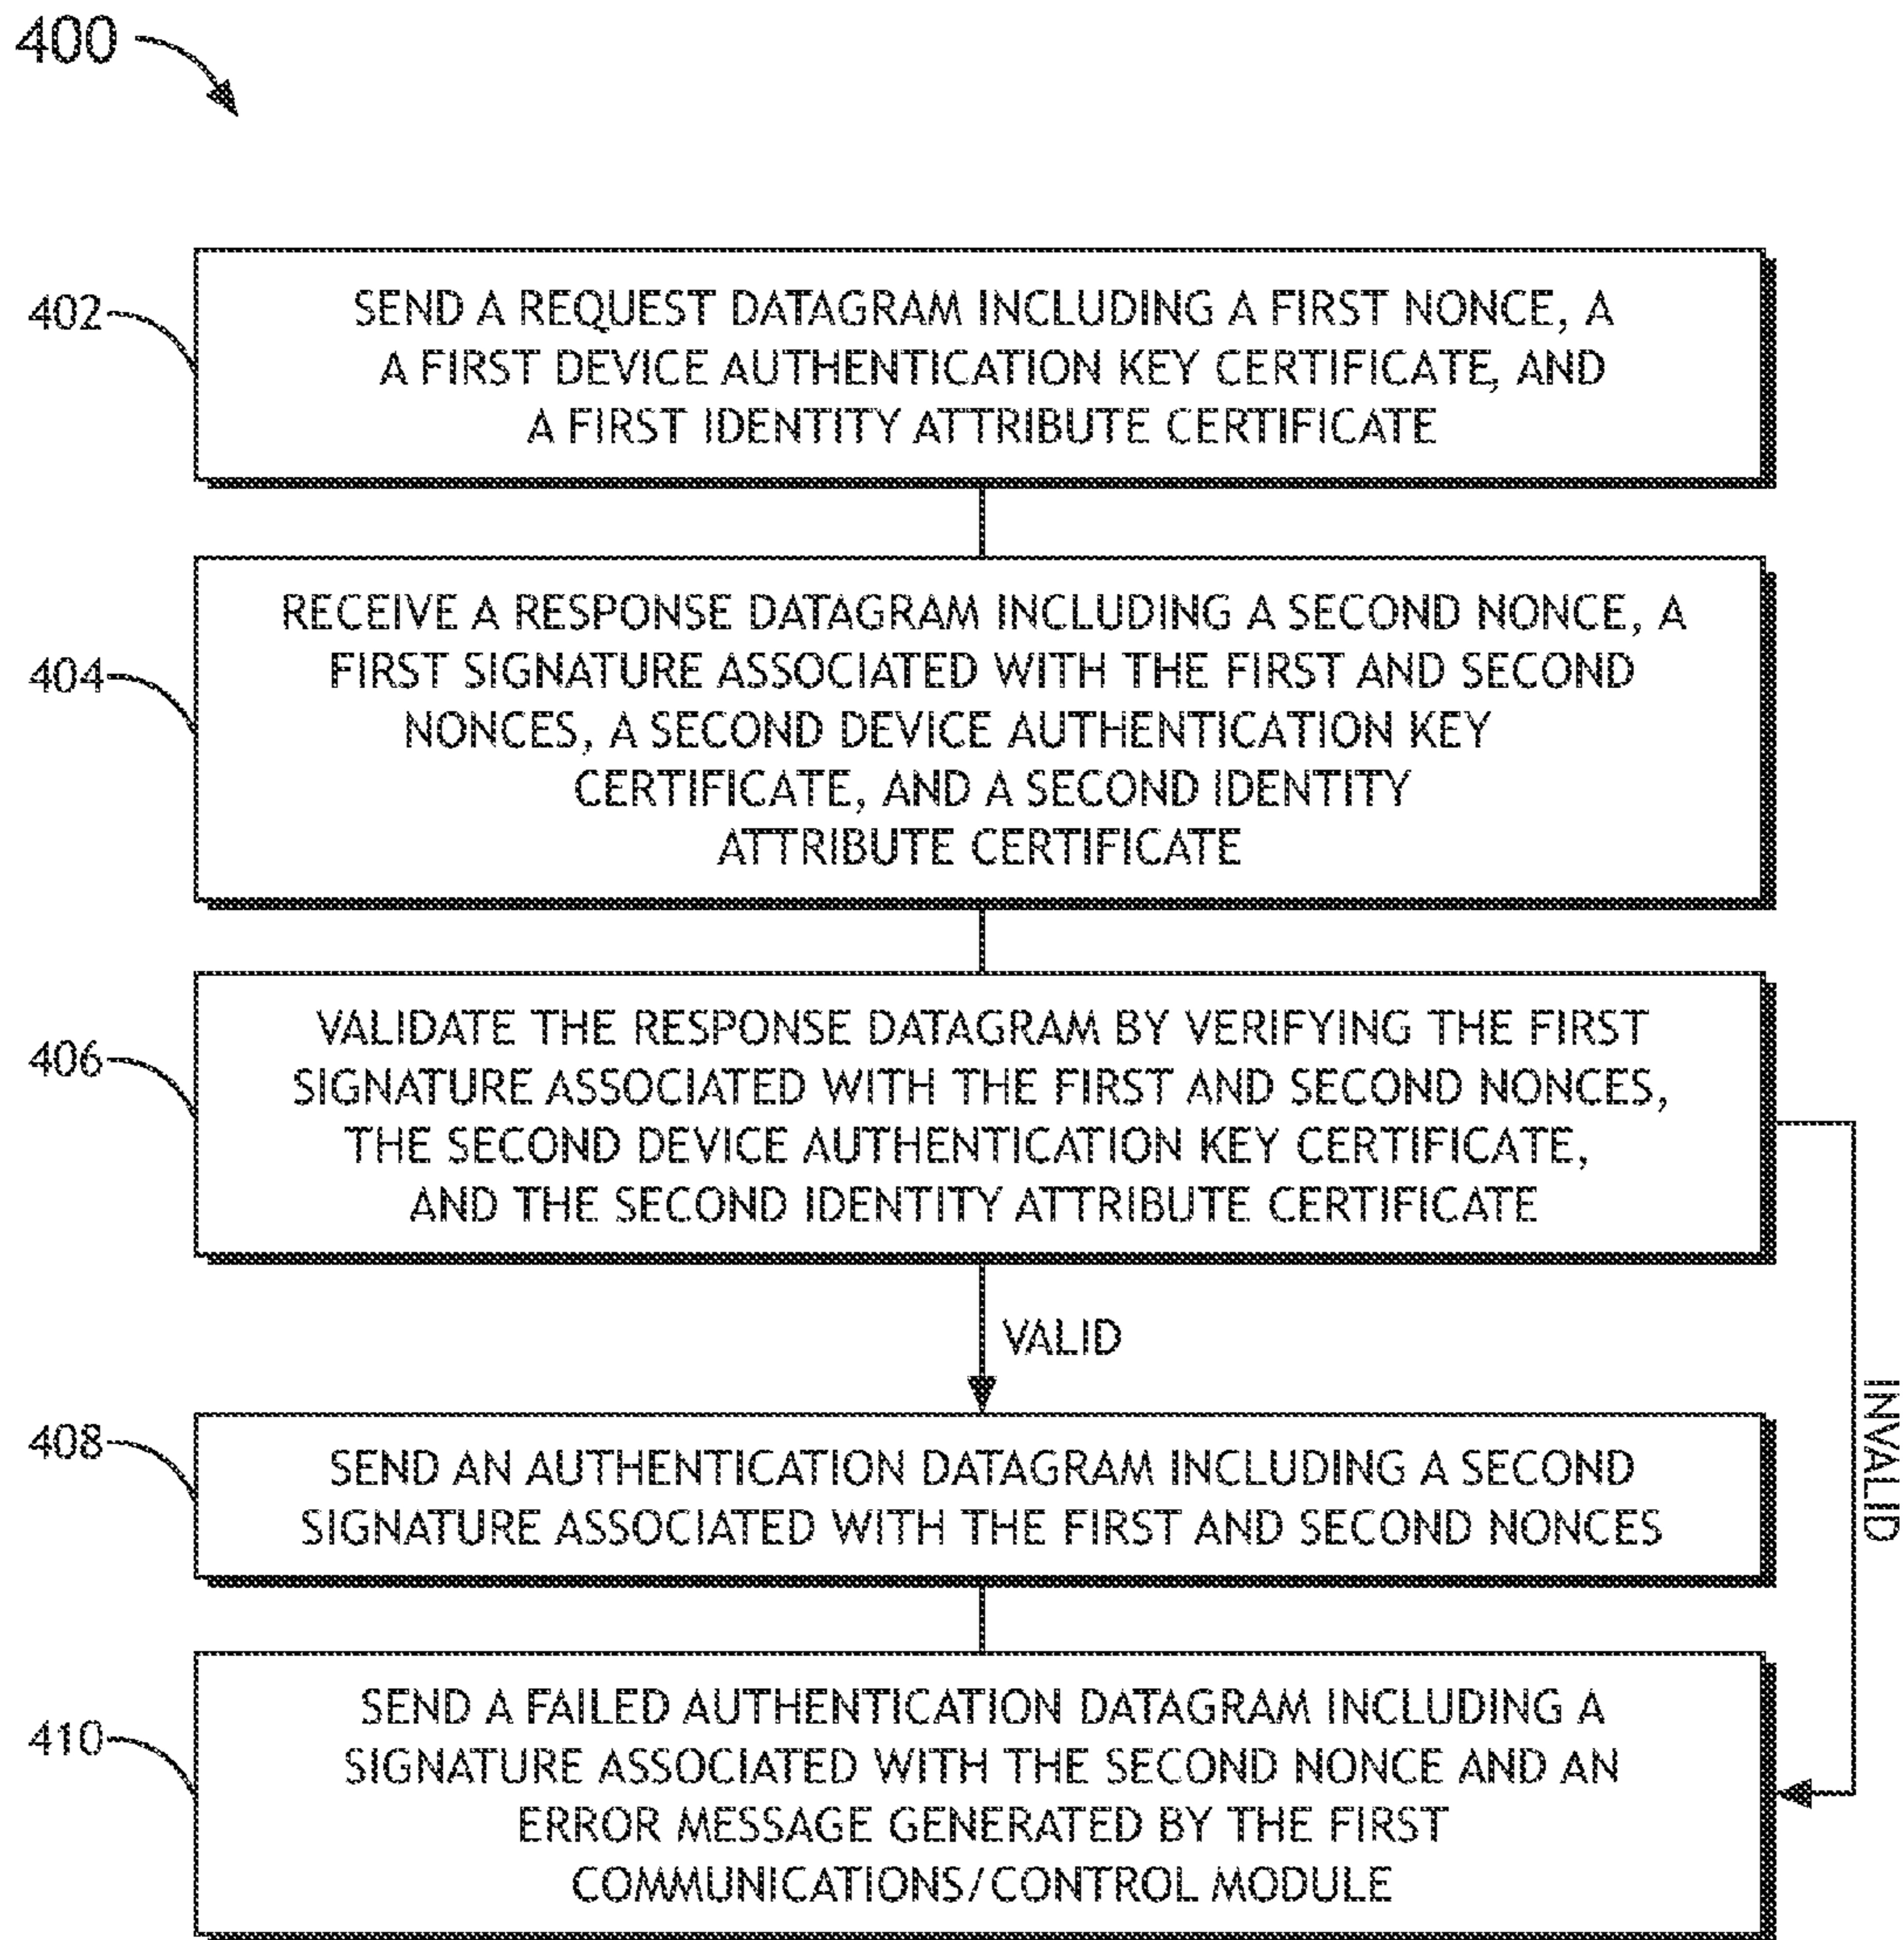 400
402
SEND A REQUEST DATAGRAM INCLUDING A FIRST NONCE, A
A FIRST DEVICE AUTHENTICATION KEY CERTIFICATE, AND
A FIRST IDENTITY ATTRIBUTE CERTIFICATE
404
RECEIVE A RESPONSE DATAGRAM INCLUDING A SECOND NONCE, A
FIRST SIGNATURE ASSOCIATED WITH THE FIRST AND SECOND
NONCES, A SECOND DEVICE AUTHENTICATION KEY
CERTIFICATE, AND A SECOND IDENTITY
ATTRIBUTE CERTIFICATE
406
VALIDATE THE RESPONSE DATAGRAM BY VERIFYING THE FIRST
SIGNATURE ASSOCIATED WITH THE FIRST AND SECOND NONCES,
THE SECOND DEVICE AUTHENTICATION KEY CERTIFICATE,
AND THE SECOND IDENTITY ATTRIBUTE CERTIFICATE
VALID
INVALID
408
SEND AN AUTHENTICATION DATAGRAM INCLUDING A SECOND
SIGNATURE ASSOCIATED WITH THE FIRST AND SECOND NONCES
410
SEND A FAILED AUTHENTICATION DATAGRAM INCLUDING A
SIGNATURE ASSOCIATED WITH THE SECOND NONCE AND AN
ERROR MESSAGE GENERATED BY THE FIRST
COMMUNICATIONS/CONTROL MODULE